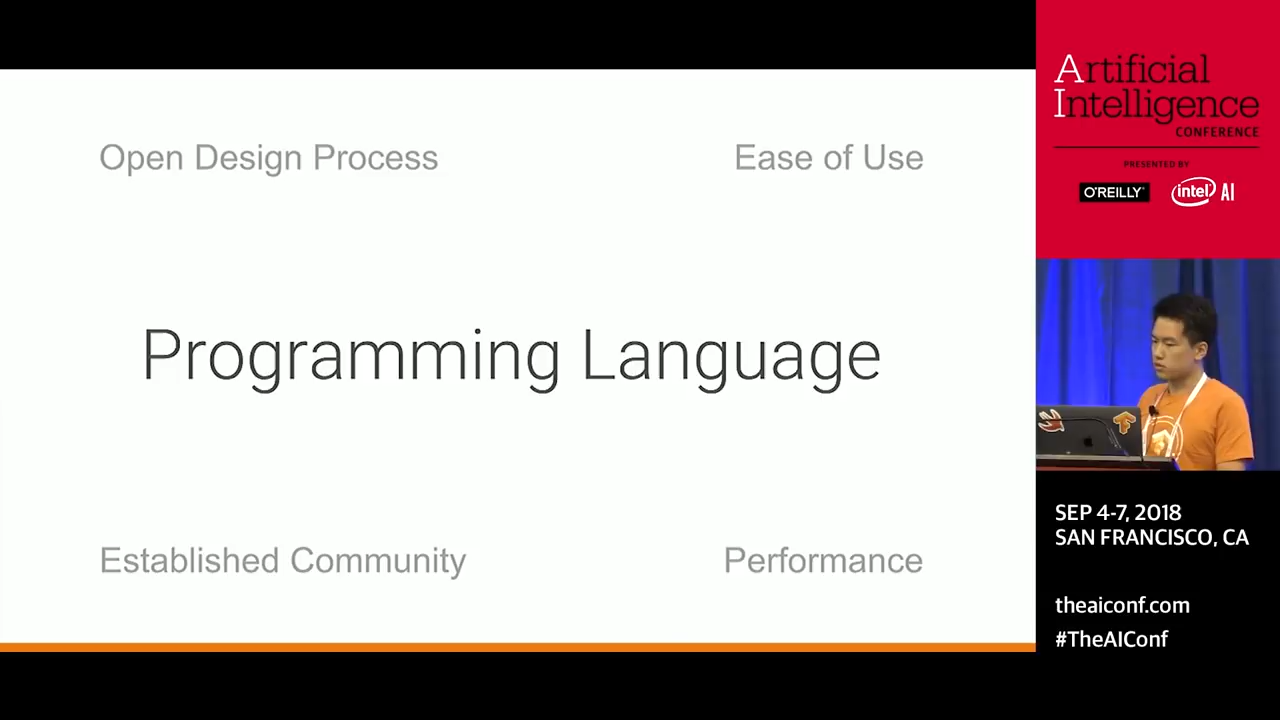 Open Design Process
Ease of Use
Programming Language
Established Community
Performance
Artificial
Intelligence
CONFERENCE
PRESENTED BY
O'REILLY
intel AI
SEP 4-7, 2018
SAN FRANCISCO, CA
theaiconf.com
#TheAIConf